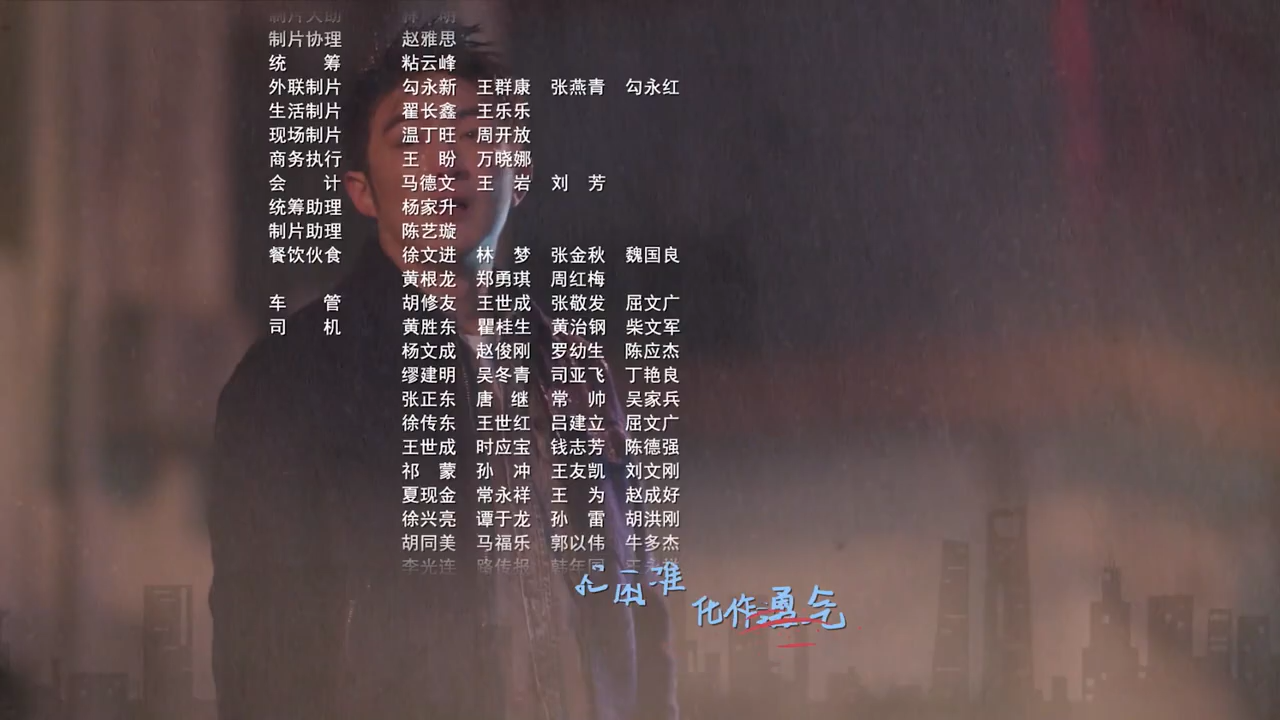 制片协理 赵雅思
统 筹 粘云峰
外联制片 勾永新 王群康 张燕青 勾永红
生活制片 翟长鑫 王乐乐
现场制片 温丁旺 周开放
商务执行 王 盼 万晓娜
会 计 马德文 王 岩 刘 芳
统筹助理 杨家升
制片助理 陈艺璇
餐饮伙食 徐文进 林 梦 张金秋 魏国良
黄根龙 郑勇琪 周红梅
车 管 胡修友 王世成 张敬发 屈文广
司 机 黄胜东 瞿桂生 黄治钢 柴文军
杨文成 赵俊刚 罗幼生 陈应杰
缪建明 吴冬青 司亚飞 丁艳良
张正东 唐 继 常 帅 吴家兵
徐传东 王世红 吕建立 屈文广
王世成 时应宝 钱志芳 陈德强
祁 蒙 孙 冲 王友凯 刘文刚
夏现金 常永祥 王 为 赵成好
徐兴亮 谭于龙 孙 雷 胡洪刚
胡同美 马福乐 郭以伟 牛多杰
李光连 路传报
困难
化作勇气